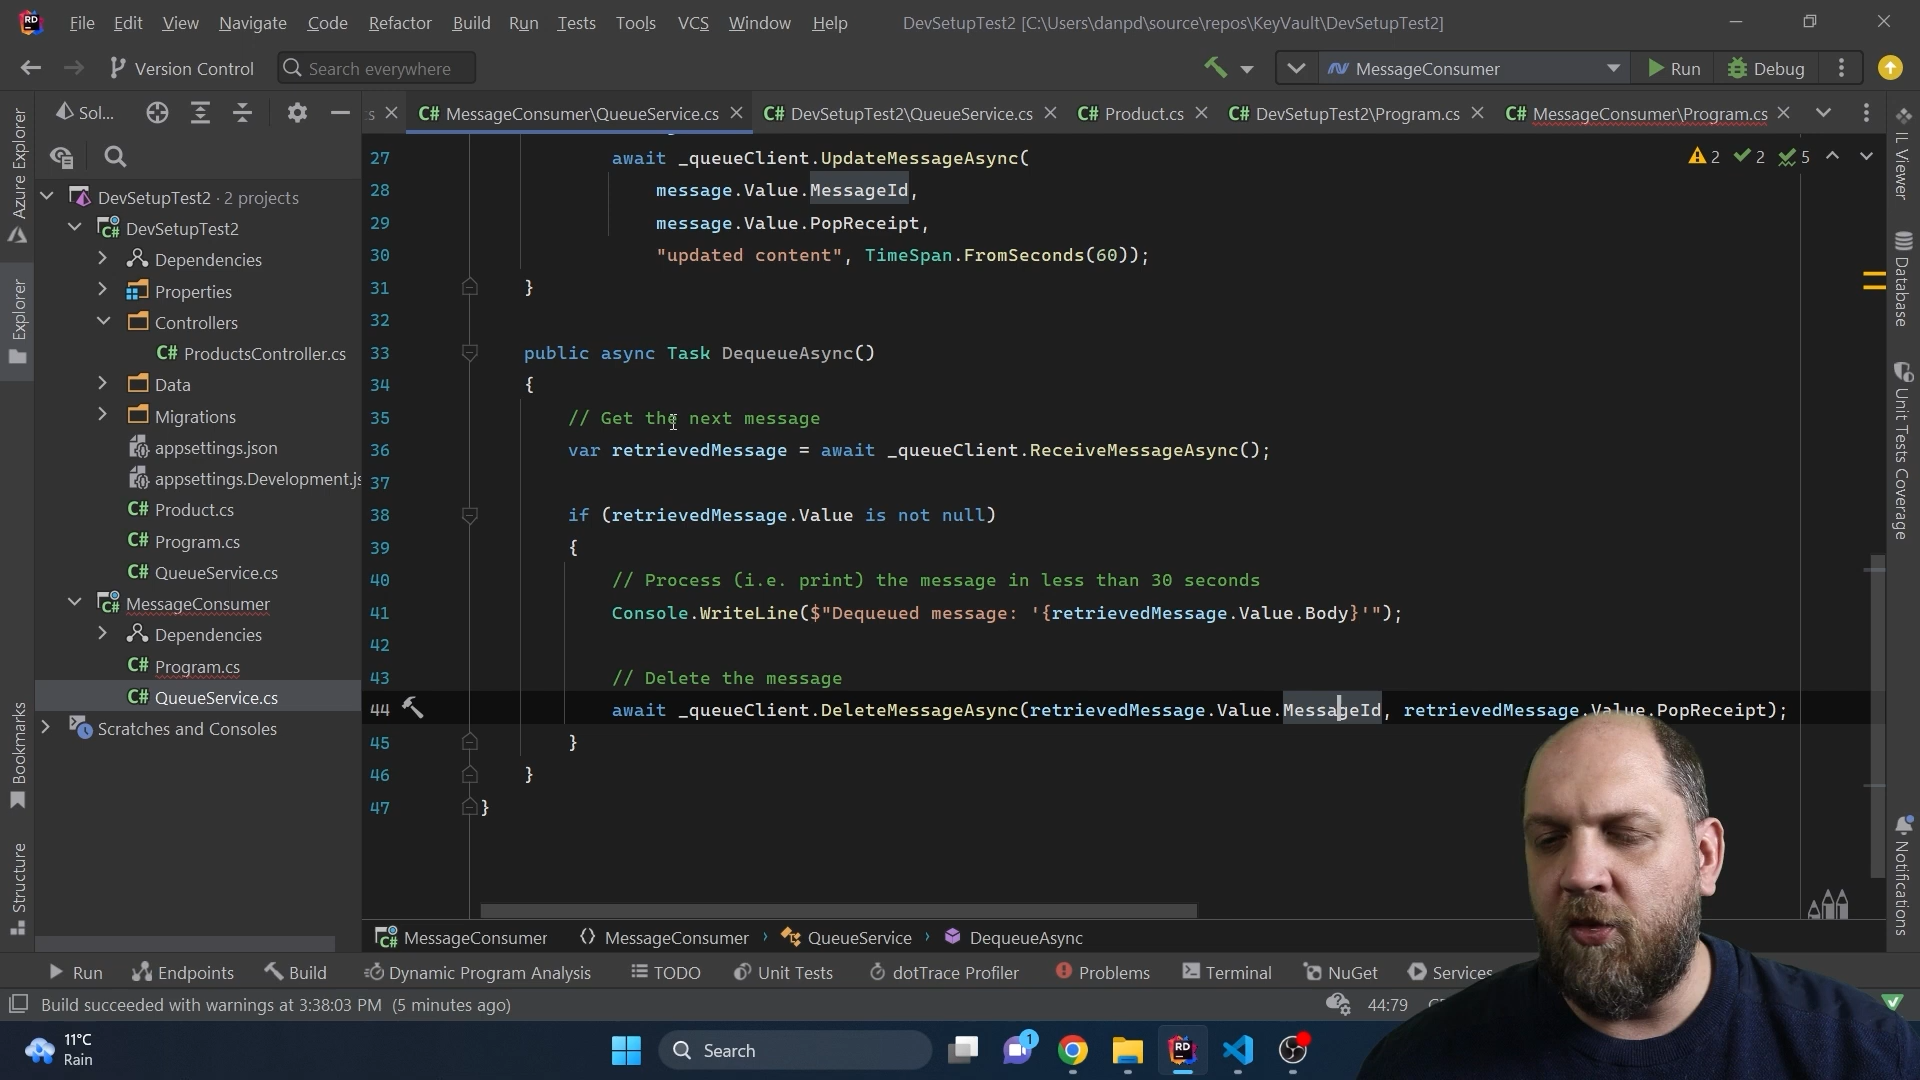 File Edit View Navigate Code Refactor Build Run Tests Tools VCS Window Help DevSetupTest2 [C:\Users\danpd\source\repos\KeyVault\DevSetupTest2]
Version Control Search everywhere MessageConsumer Run Debug
Sol... MessageConsumer\QueueService.cs DevSetupTest2\QueueService.cs Product.cs DevSetupTest2\Program.cs MessageConsumer\Program.cs
2 2 5
Azure Explorer
Explorer
Bookmarks
Structure
DevSetupTest2 · 2 projects
DevSetupTest2
Dependencies
Properties
Controllers
C# ProductsController.cs
Data
Migrations
appsettings.json
appsettings.Development.js
C# Product.cs
C# Program.cs
C# QueueService.cs
MessageConsumer
Dependencies
C# Program.cs
C# QueueService.cs
Scratches and Consoles
27 await _queueClient.UpdateMessageAsync(
28 message.Value.MessageId,
29 message.Value.PopReceipt,
30 "updated content", TimeSpan.FromSeconds(60));
31 }
32
33 public async Task DequeueAsync()
34 {
35 // Get the next message
36 var retrievedMessage = await _queueClient.ReceiveMessageAsync();
37
38 if (retrievedMessage.Value is not null)
39 {
40 // Process (i.e. print) the message in less than 30 seconds
41 Console.WriteLine($"Dequeued message: '{retrievedMessage.Value.Body}'");
42
43 // Delete the message
44 await _queueClient.DeleteMessageAsync(retrievedMessage.Value.MessageId, retrievedMessage.Value.PopReceipt);
45 }
46 }
47 }
IL Viewer
Database
Unit Tests Coverage
Notifications
MessageConsumer MessageConsumer › QueueService › DequeueAsync
Run Endpoints Build Dynamic Program Analysis TODO Unit Tests dotTrace Profiler Problems Terminal NuGet Services
Build succeeded with warnings at 3:38:03 PM (5 minutes ago) 44:79
11°C
Rain
Search
1